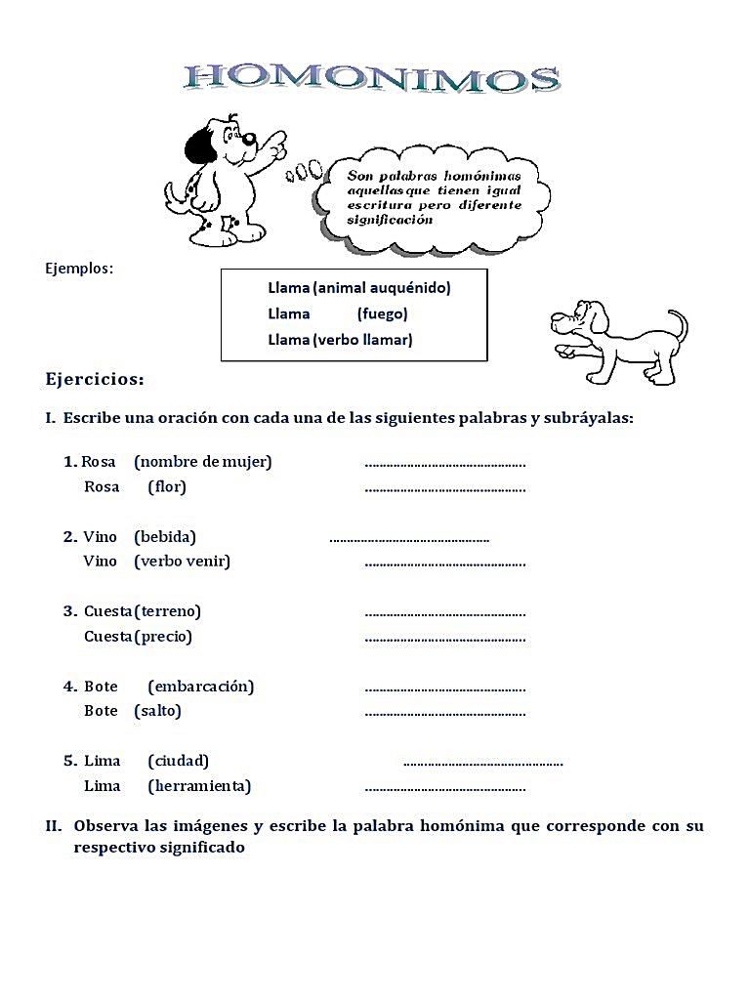 HOMONIMOS
Son palabras homónimas
aquellas que tienen igual
escritura pero diferente
significación
Ejemplos:
Llama (animal auquénido)
Llama (fuego)
Llama (verbo llamar)
Ejercicios:
I. Escribe una oración con cada una de las siguientes palabras y subráyalas:
1. Rosa (nombre de mujer) ..............................................
Rosa (flor) ..............................................
2. Vino (bebida) ..............................................
Vino (verbo venir) ..............................................
3. Cuesta (terreno) ..............................................
Cuesta (precio) ..............................................
4. Bote (embarcación) ..............................................
Bote (salto) ..............................................
5. Lima (ciudad) ..............................................
Lima (herramienta) ..............................................
II. Observa las imágenes y escribe la palabra homónima que corresponde con su
respectivo significado